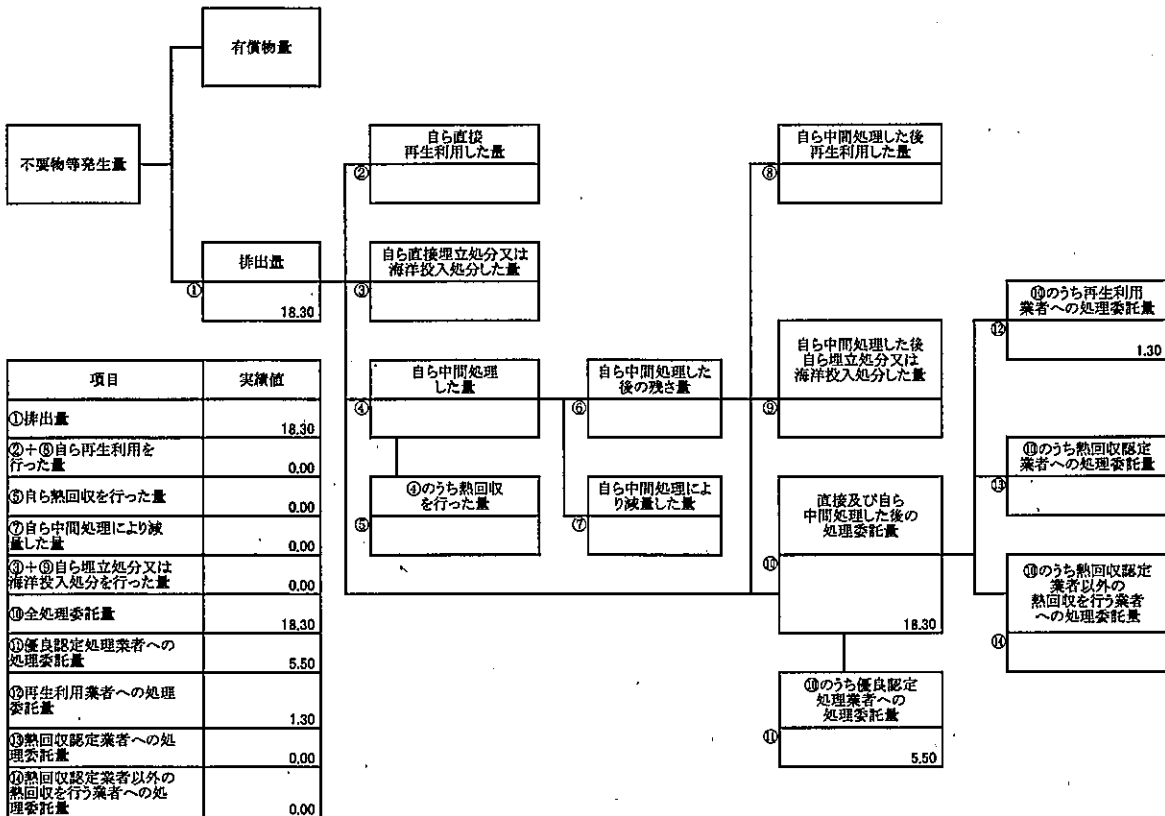 有償物量
不要物等発生量
排出量
①
18.30
自ら直接
再生利用した量
②
自ら直接埋立処分又は
海洋投入処分した量
③
自ら中間処理
した量
④
④のうち熱回収
を行った量
⑤
自ら中間処理した
後の残さ量
⑥
自ら中間処理によ
り減量した量
⑦
自ら中間処理した後
再生利用した量
⑧
自ら中間処理した後
自ら埋立処分又は
海洋投入処分した量
⑨
直接及び自ら
中間処理した後の
処理委託量
⑩
18.30
⑩のうち優良認定
処理業者への
処理委託量
⑪
5.50
⑩のうち再生利用
業者への処理委託量
⑫
1.30
⑩のうち熱回収認定
業者への処理委託量
⑬
⑩のうち熱回収認定
業者以外の
熱回収を行う業者
への処理委託量
⑭
項目 実績値
①排出量 18.30
②+⑧自ら再生利用を
行った量 0.00
⑤自ら熱回収を行った量 0.00
⑦自ら中間処理により減
量した量 0.00
③+⑨自ら埋立処分又は
海洋投入処分を行った量 0.00
⑩全処理委託量 18.30
⑪優良認定処理業者への
処理委託量 5.50
⑫再生利用業者への処理
委託量 1.30
⑬熱回収認定業者への処
理委託量 0.00
⑭熱回収認定業者以外の
熱回収を行う業者への処
理委託量 0.00